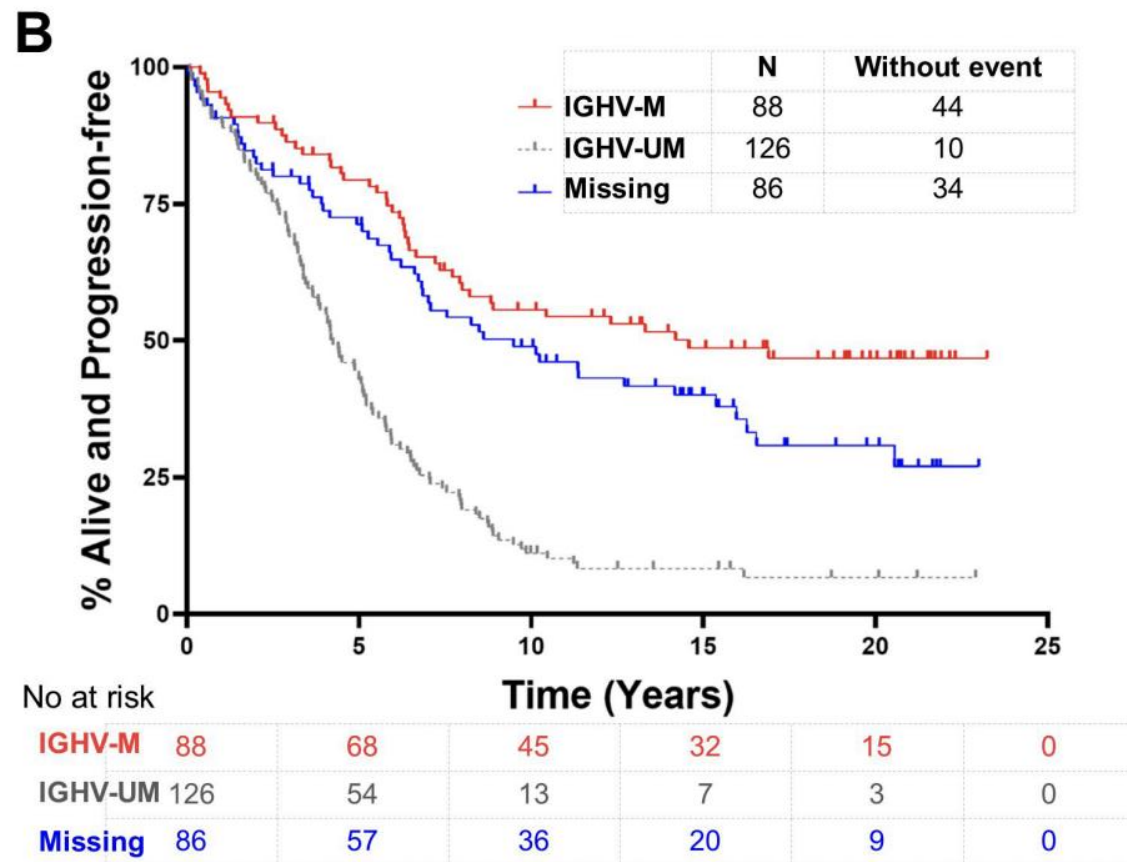 B
N Without event
IGHV-M 88 44
IGHV-UM 126 10
Missing 86 34
% Alive and Progression-free
100
75
50
25
0
0 5 10 15 20 25
Time (Years)
No at risk
IGHV-M 88 68 45 32 15 0
IGHV-UM 126 54 13 7 3 0
Missing 86 57 36 20 9 0